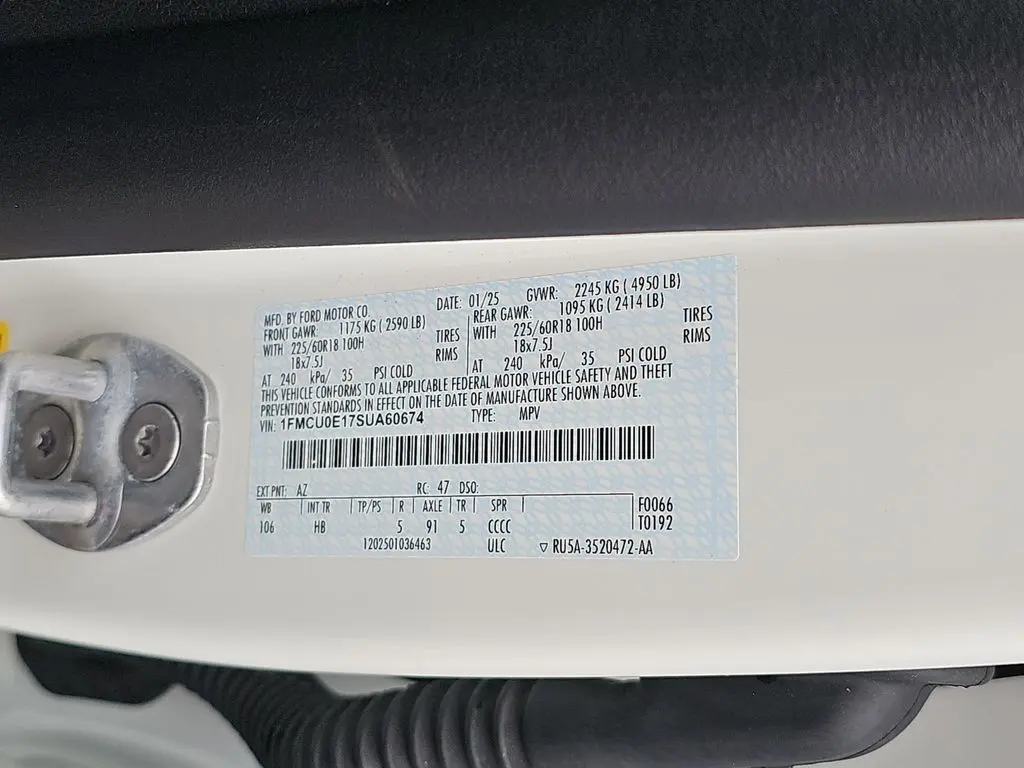 MFD. BY FORD MOTOR CO. DATE: 01/25 GVWR: 2245 KG ( 4950 LB)
FRONT GAWR: 1175 KG ( 2590 LB) REAR GAWR: 1095 KG ( 2414 LB)
WITH 225/60R18 100H TIRES WITH 225/60R18 100H TIRES
18x7.5J RIMS 18x7.5J RIMS
AT 240 kPa/ 35 PSI COLD AT 240 kPa/ 35 PSI COLD
THIS VEHICLE CONFORMS TO ALL APPLICABLE FEDERAL MOTOR VEHICLE SAFETY AND THEFT
PREVENTION STANDARDS IN EFFECT ON THE DATE OF MANUFACTURE SHOWN ABOVE.
VIN: 1FMCU0E17SUA60674 TYPE: MPV
EXT PNT: AZ RC: 47 DSO:
WB INT TR TP/PS R AXLE TR SPR F0066
106 HB 5 91 5 CCCC T0192
1202501036463 ULC ▽ RU5A-3520472-AA